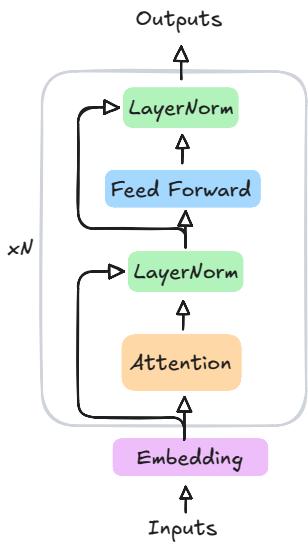 Outputs
LayerNorm
Feed Forward
xN
LayerNorm
Attention
Embedding
Inputs